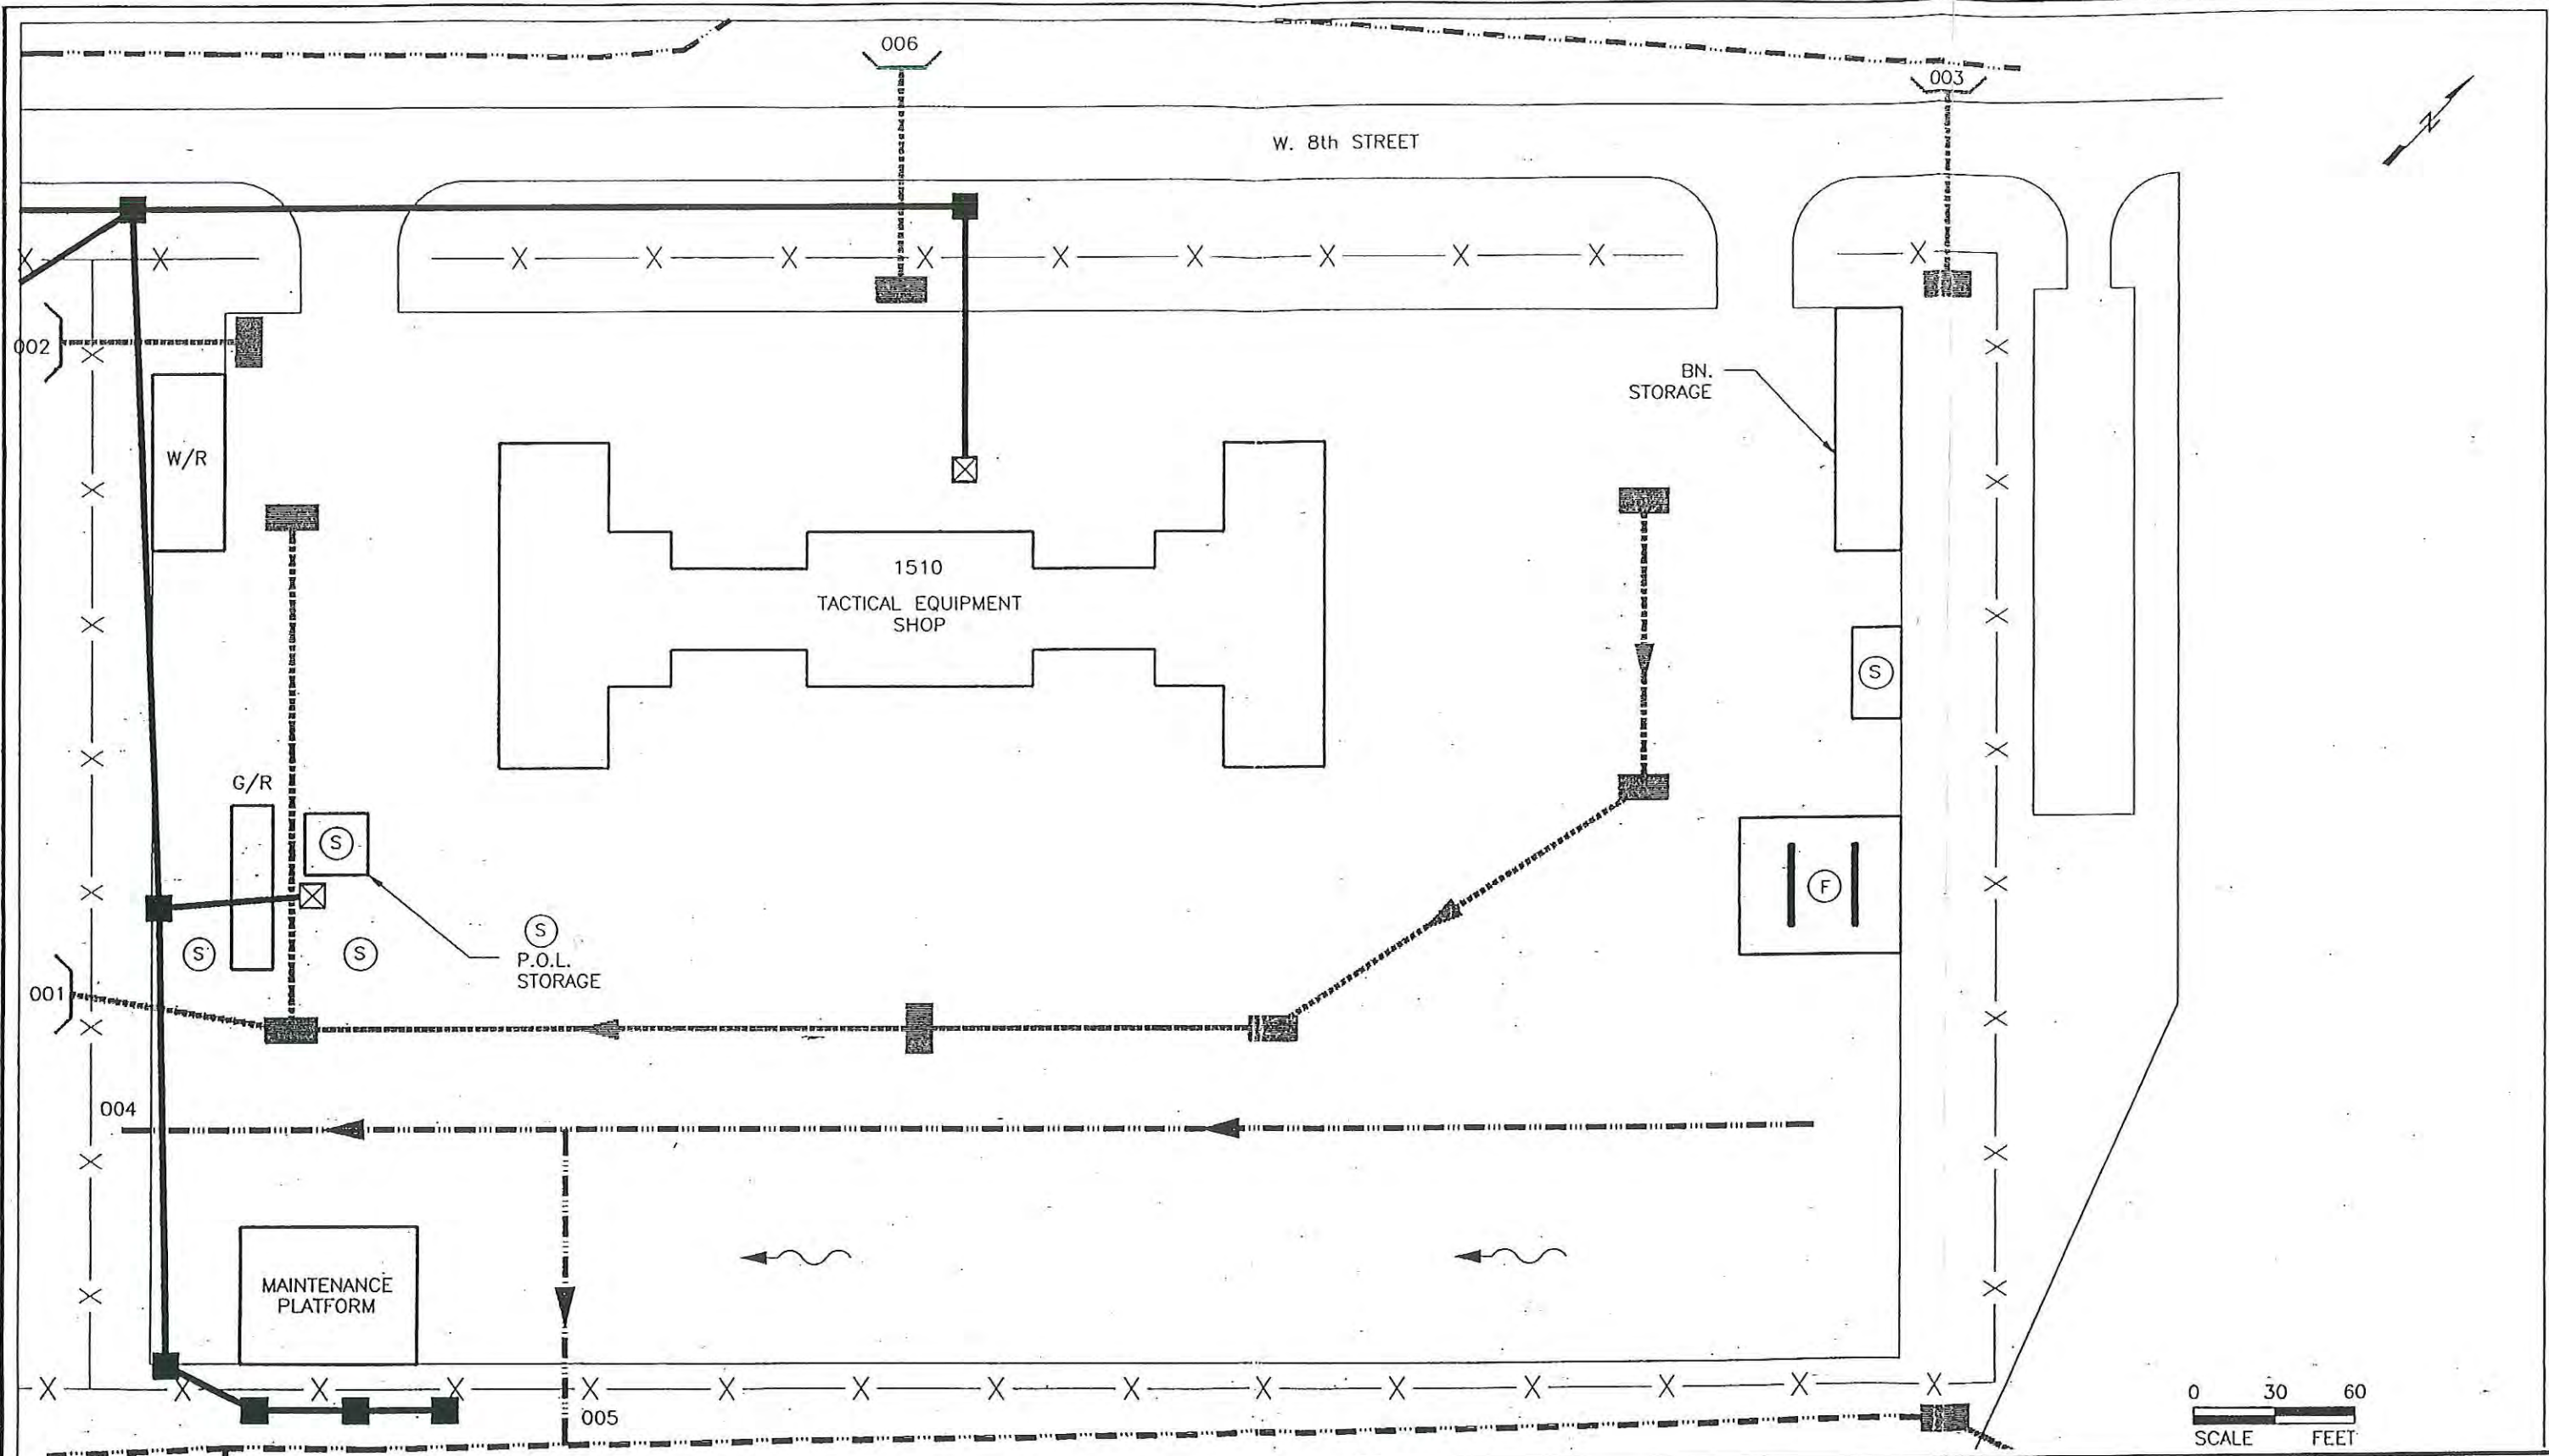 006
003
W. 8th STREET
N
002
BN.
STORAGE
W/R
1510
TACTICAL EQUIPMENT
SHOP
S
G/R
S
F
S
S
S
P.O.L.
STORAGE
001
004
MAINTENANCE
PLATFORM
005
0 30 60
SCALE FEET